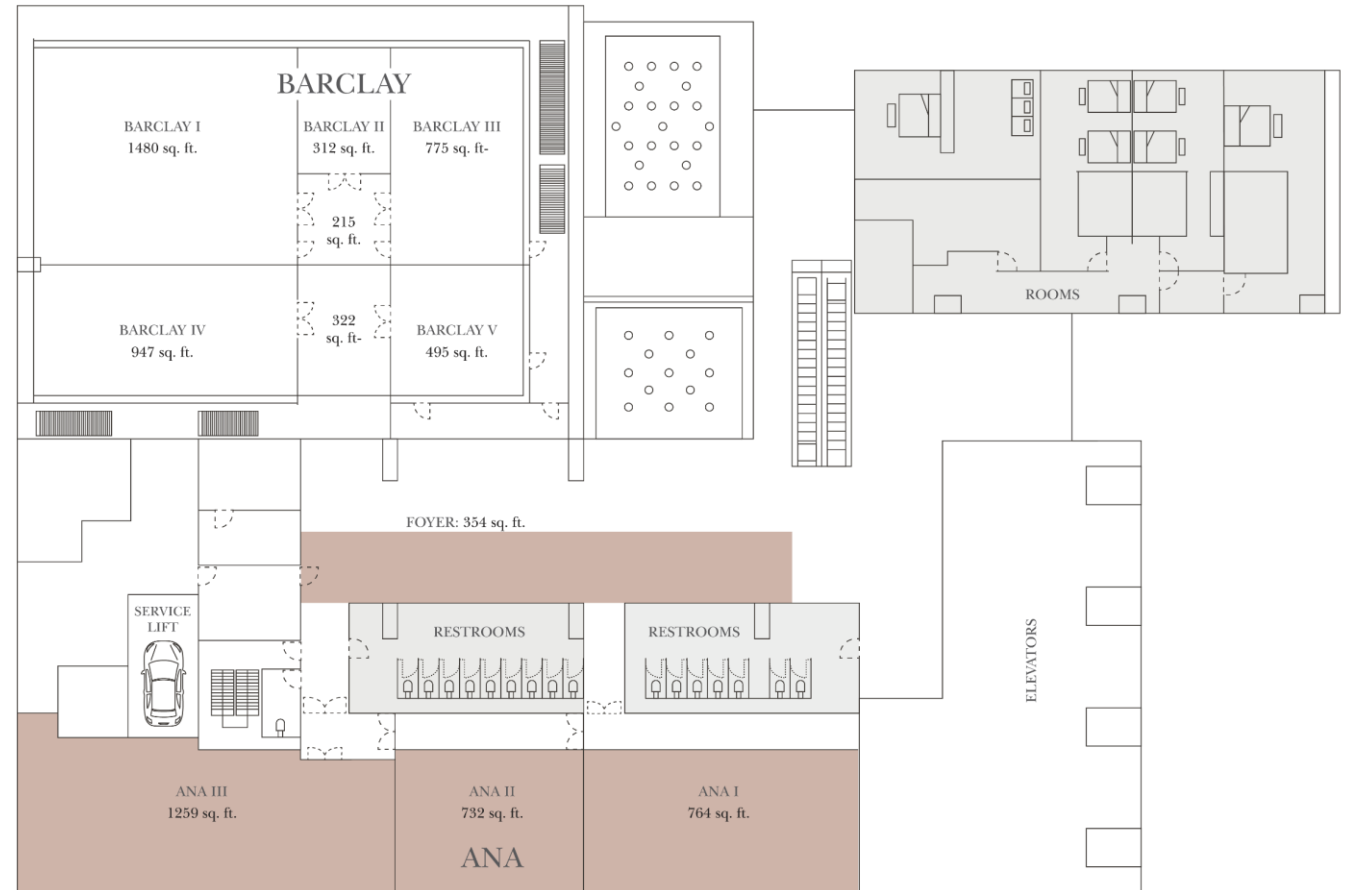 BARCLAY
BARCLAY I
1480 sq. ft.
BARCLAY II
312 sq. ft.
BARCLAY III
775 sq. ft-
215
sq. ft.
BARCLAY IV
947 sq. ft.
322
sq. ft-
BARCLAY V
495 sq. ft.
ROOMS
FOYER: 354 sq. ft.
SERVICE
LIFT
RESTROOMS
RESTROOMS
ELEVATORS
ANA III
1259 sq. ft.
ANA II
732 sq. ft.
ANA I
764 sq. ft.
ANA